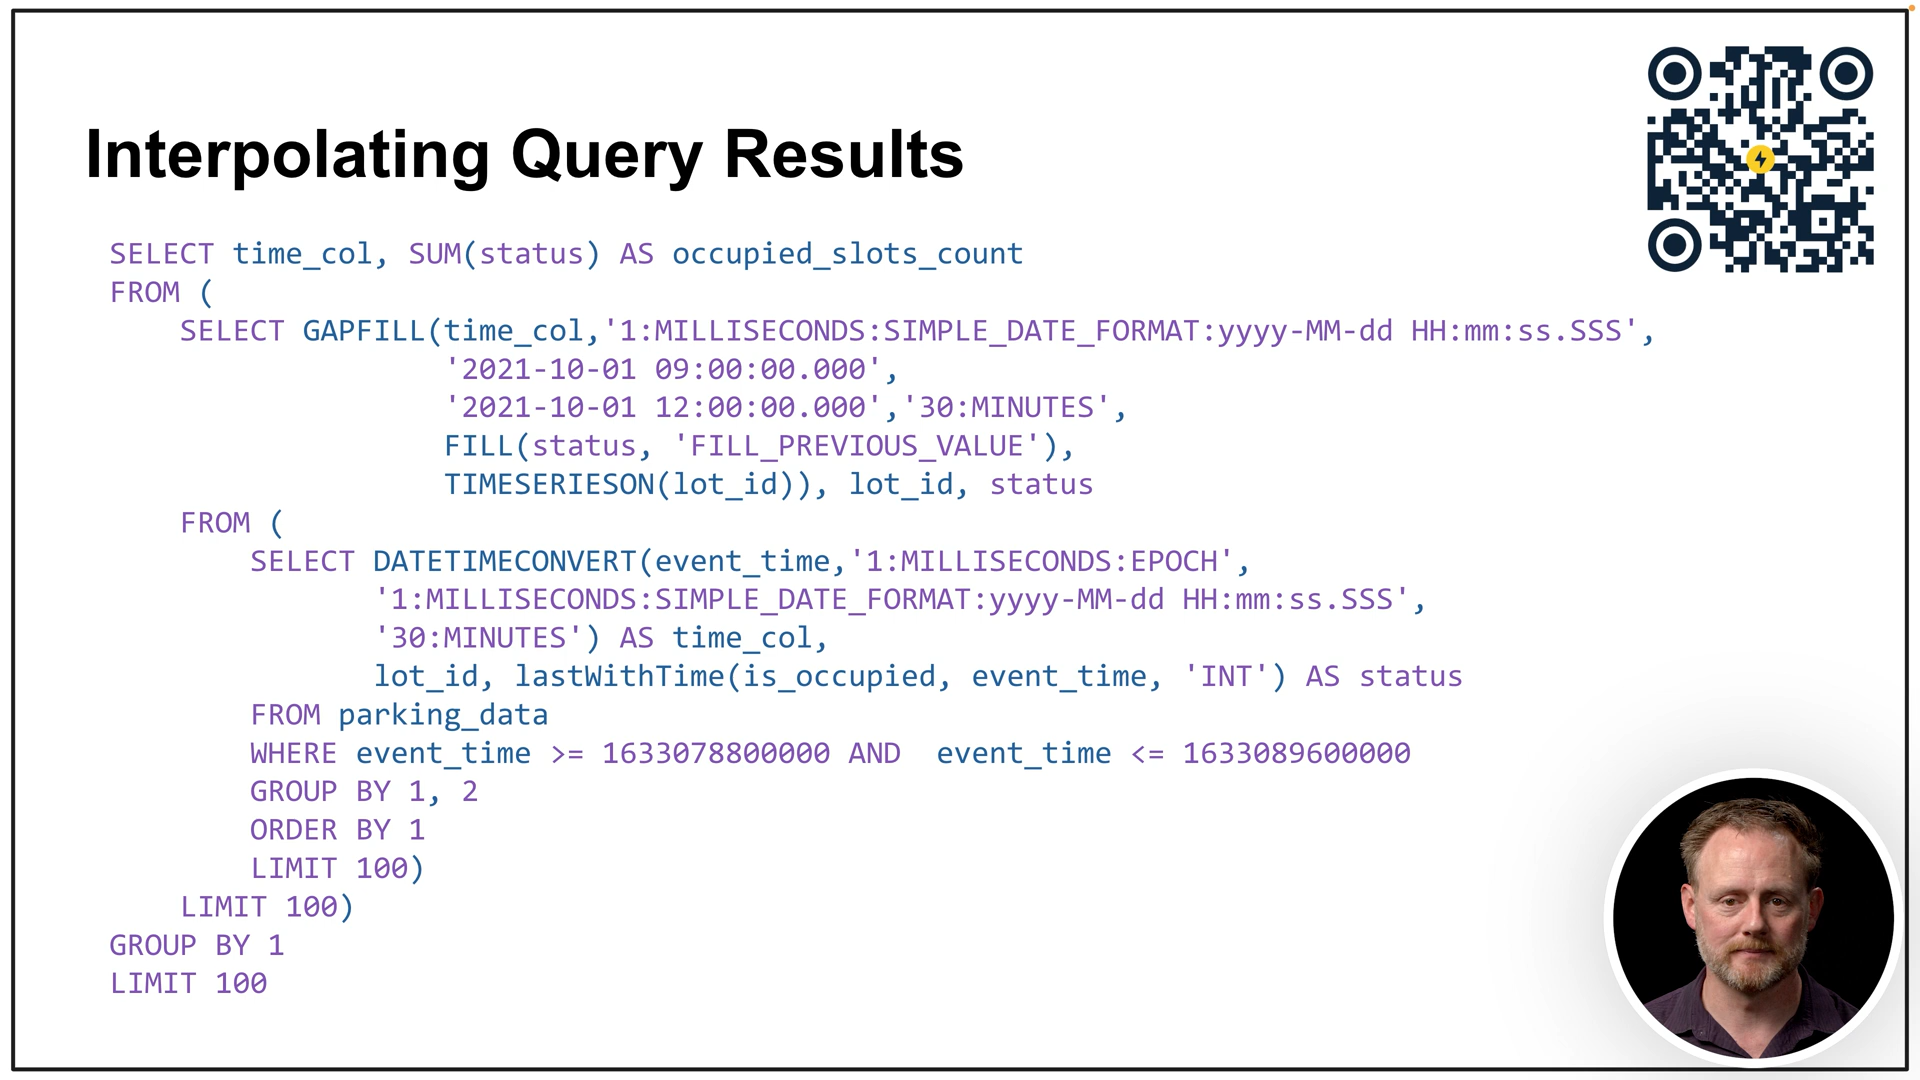 Interpolating Query Results
SELECT time_col, SUM(status) AS occupied_slots_count
FROM (
SELECT GAPFILL(time_col,'1:MILLISECONDS:SIMPLE_DATE_FORMAT:yyyy-MM-dd HH:mm:ss.SSS',
'2021-10-01 09:00:00.000',
'2021-10-01 12:00:00.000','30:MINUTES',
FILL(status, 'FILL_PREVIOUS_VALUE'),
TIMESERIESON(lot_id)), lot_id, status
FROM (
SELECT DATETIMECONVERT(event_time,'1:MILLISECONDS:EPOCH',
'1:MILLISECONDS:SIMPLE_DATE_FORMAT:yyyy-MM-dd HH:mm:ss.SSS',
'30:MINUTES') AS time_col,
lot_id, lastWithTime(is_occupied, event_time, 'INT') AS status
FROM parking_data
WHERE event_time >= 1633078800000 AND  event_time <= 1633089600000
GROUP BY 1, 2
ORDER BY 1
LIMIT 100)
LIMIT 100)
GROUP BY 1
LIMIT 100